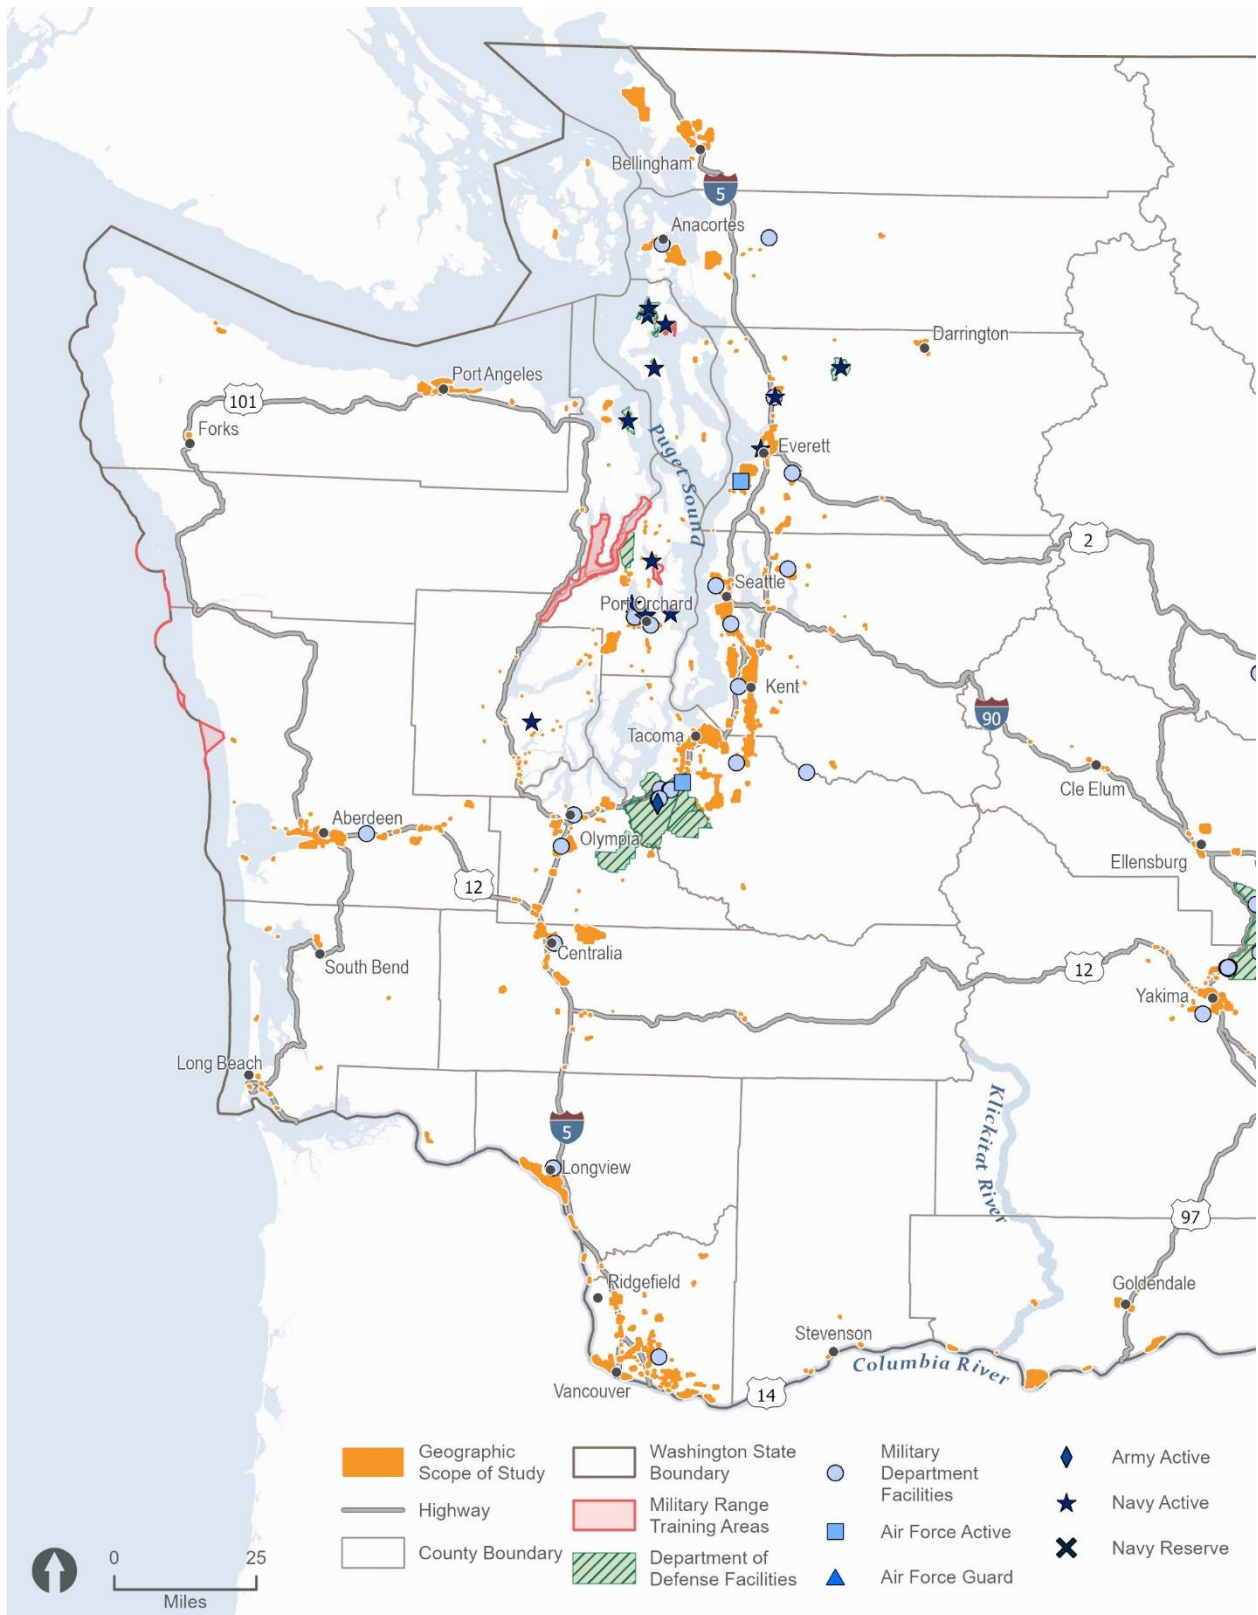 Bellingham
5
Anacortes
Darrington
Port Angeles
101
Forks
Puget Sound
Everett
2
Seattle
Port Orchard
Kent
90
Tacoma
Cle Elum
Aberdeen
Olympia
Ellensburg
12
Centralia
South Bend
12
Yakima
Long Beach
Klickitat River
5
Longview
97
Ridgefield
Goldendale
Stevenson
Columbia River
Vancouver
14
Geographic
Scope of Study
Highway
County Boundary
Washington State
Boundary
Military Range
Training Areas
Department of
Defense Facilities
Military
Department
Facilities
Air Force Active
Air Force Guard
Army Active
Navy Active
Navy Reserve
0 25
Miles